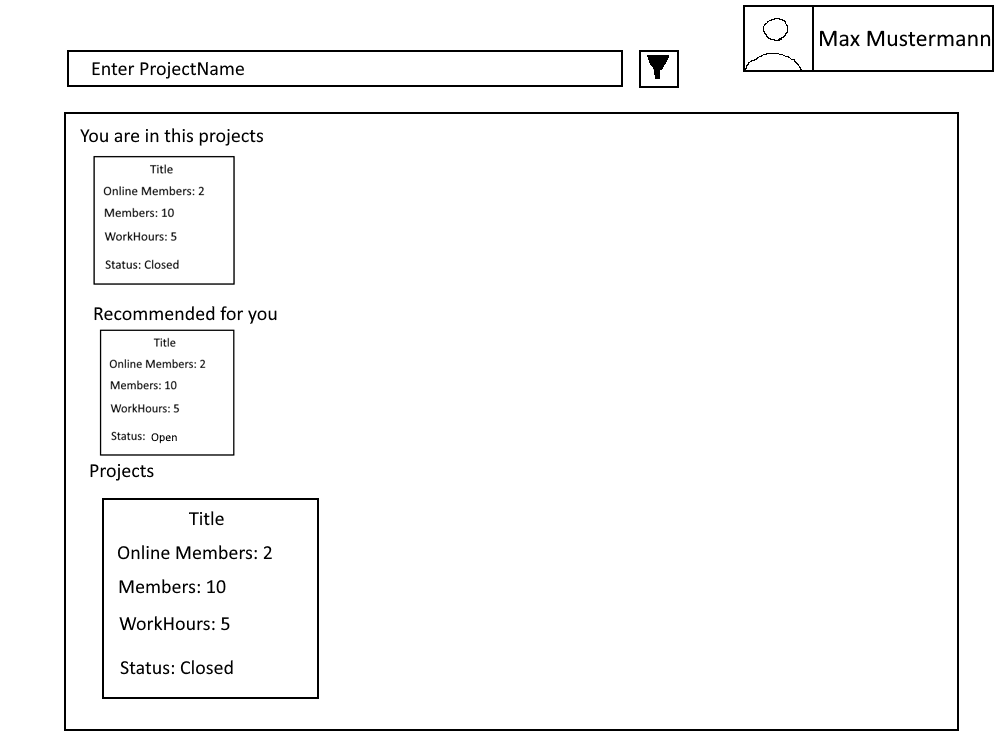 Max Mustermann
Enter ProjectName
You are in this projects
Title
Online Members: 2
Members: 10
WorkHours: 5
Status: Closed
Recommended for you
Title
Online Members: 2
Members: 10
WorkHours: 5
Status: Open
Projects
Title
Online Members: 2
Members: 10
WorkHours: 5
Status: Closed